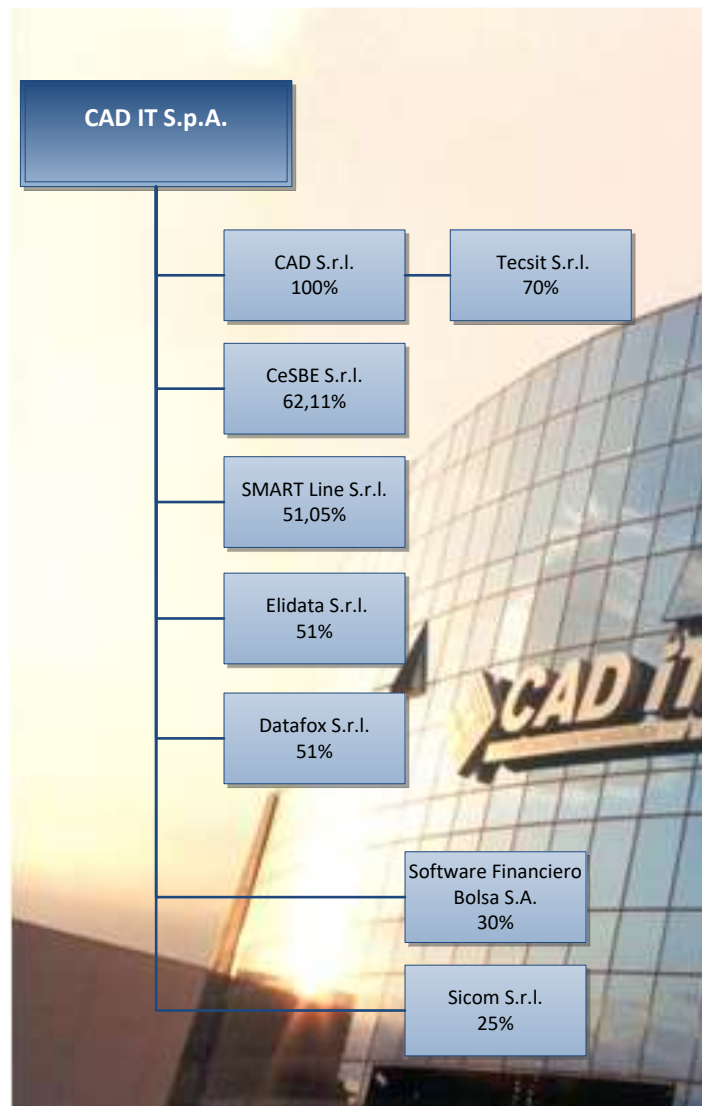 CAD IT S.p.A.
CAD S.r.l.
100%
Tecsit S.r.l.
70%
CeSBE S.r.l.
62,11%
SMART Line S.r.l.
51,05%
Elidata S.r.l.
51%
Datafox S.r.l.
51%
CAD iT
Software Financiero
Bolsa S.A.
30%
Sicom S.r.l.
25%